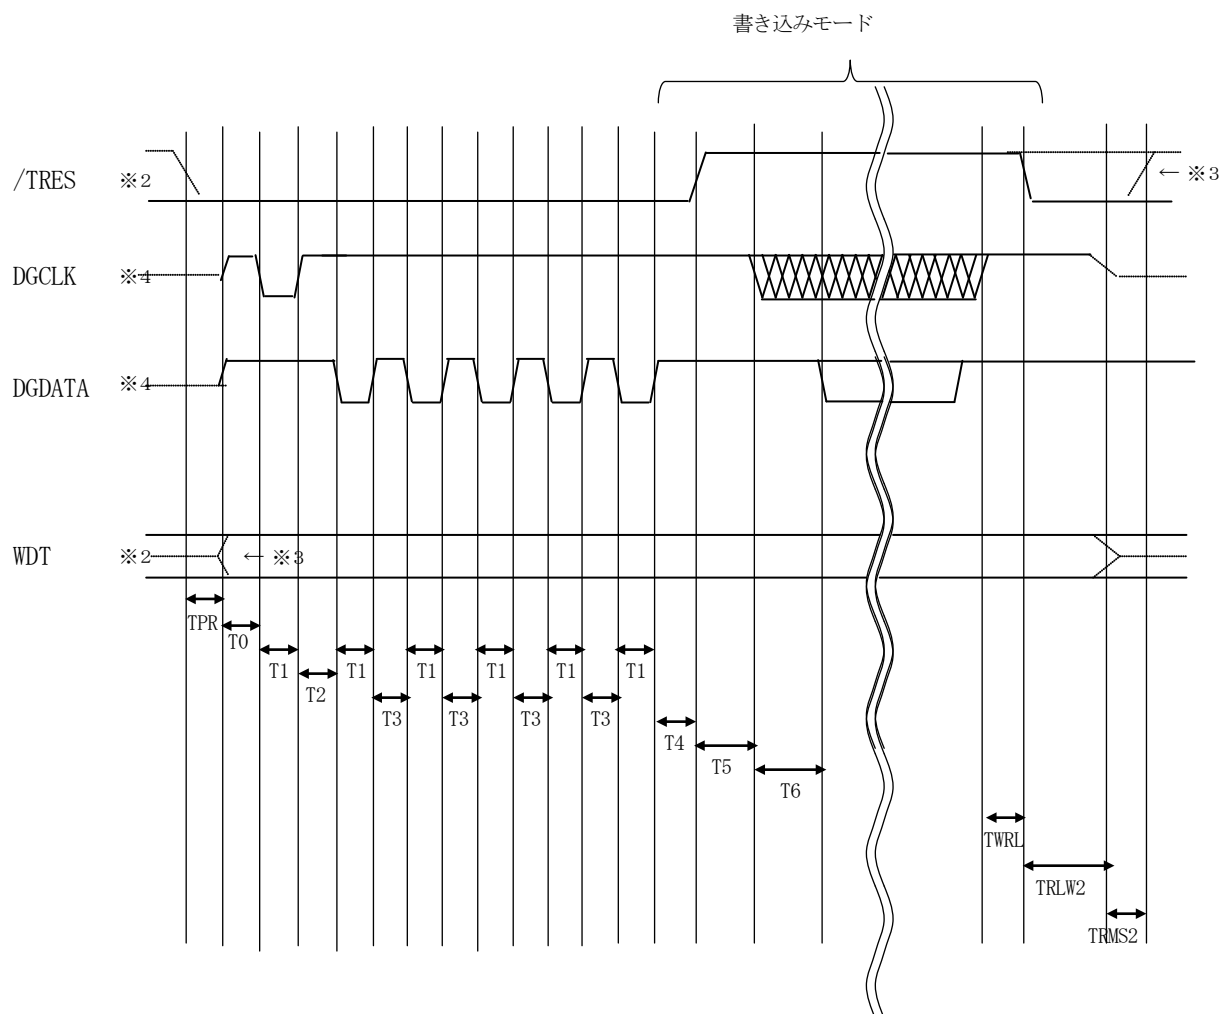 書き込みモード
/TRES ※2 ← ※3
DGCLK ※4
DGDATA ※4
WDT ※2 ← ※3
TPR
T0
T1 T1 T1 T1 T1 T1
T2
T3 T3 T3 T3
T4
T5
T6
TWRL
TRLW2
TRMS2